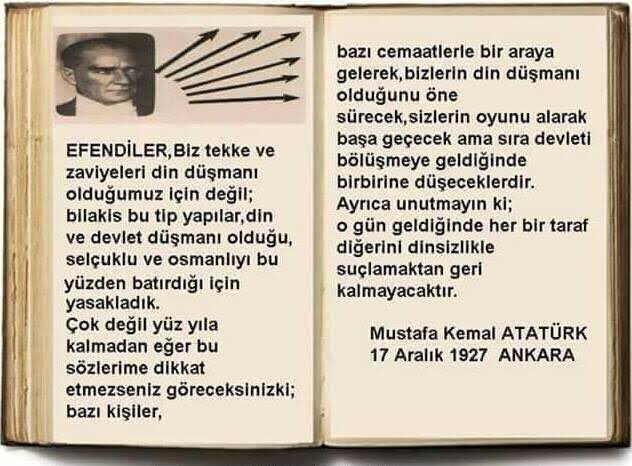 EFENDİLER,Biz tekke ve
zaviyeleri din düşmanı
olduğumuz için değil;
bilakis bu tip yapılar,din
ve devlet düşmanı olduğu,
selçuklu ve osmanlıyı bu
yüzden batırdığı için
yasakladık.
Çok değil yüz yıla
kalmadan eğer bu
sözlerime dikkat
etmezseniz göreceksinizki;
bazı kişiler,
bazı cemaatlerle bir araya
gelerek,bizlerin din düşmanı
olduğunu öne
sürecek,sizlerin oyunu alarak
başa geçecek ama sıra devleti
bölüşmeye geldiğinde
birbirine düşeceklerdir.
Ayrıca unutmayın ki;
o gün geldiğinde her bir taraf
diğerini dinsizlikle
suçlamaktan geri
kalmayacaktır.
Mustafa Kemal ATATÜRK
17 Aralık 1927 ANKARA